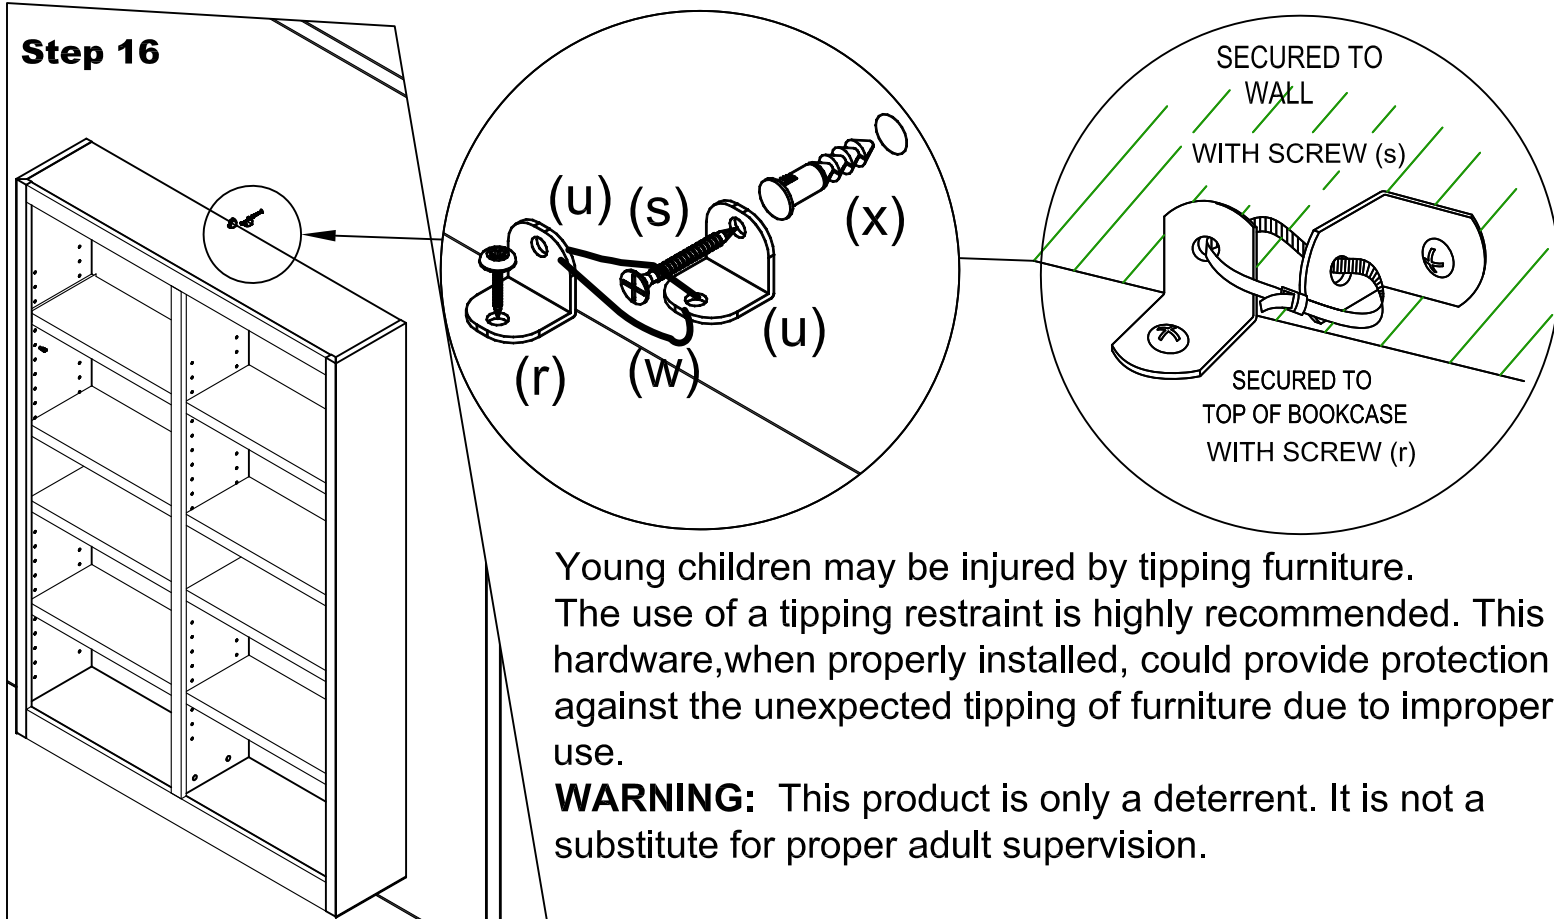 Step 16
(u) (s)
(x)
(u)
(r)
(w)
SECURED TO
WALL
WITH SCREW (s)
SECURED TO
TOP OF BOOKCASE
WITH SCREW (r)
Young children may be injured by tipping furniture.
The use of a tipping restraint is highly recommended. This
hardware,when properly installed, could provide protection
against the unexpected tipping of furniture due to improper
use.
WARNING: This product is only a deterrent. It is not a
substitute for proper adult supervision.